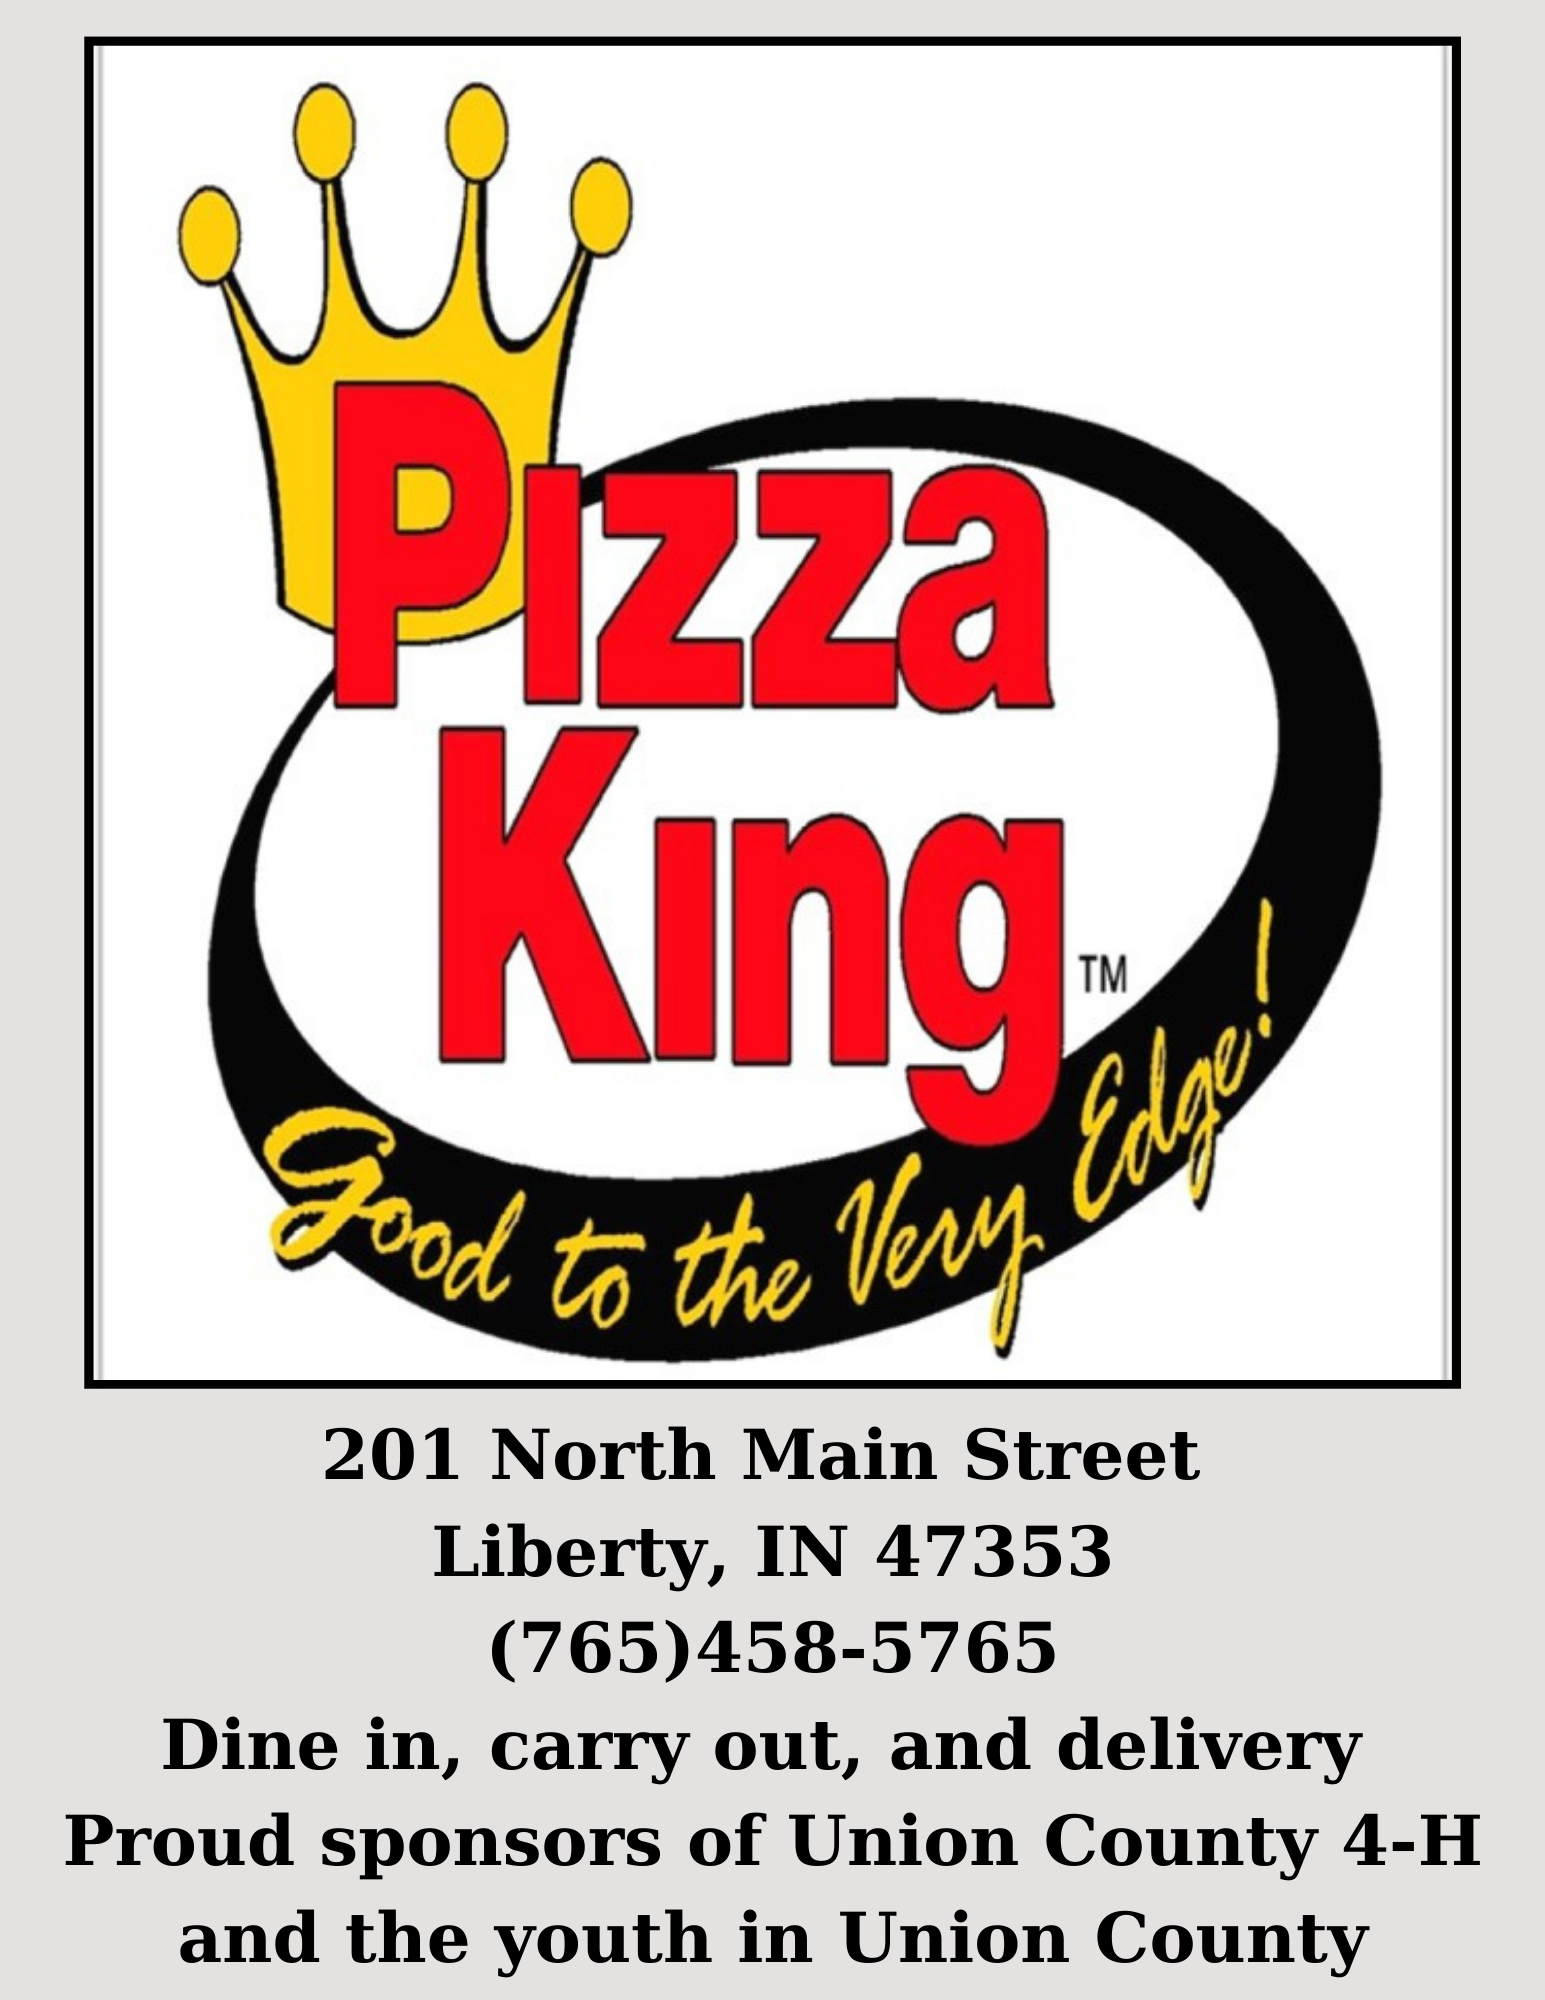 Pizza
King
TM
Good to the Very Edge!
201 North Main Street
Liberty, IN 47353
(765)458-5765
Dine in, carry out, and delivery
Proud sponsors of Union County 4-H
and the youth in Union County